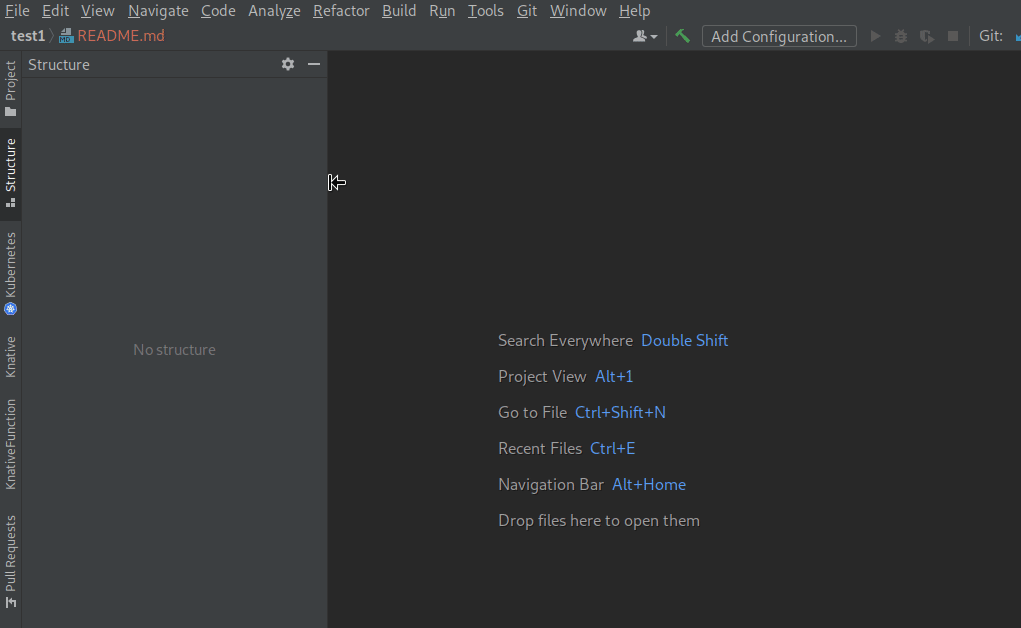 File Edit View Navigate Code Analyze Refactor Build Run Tools Git Window Help
test1 README.md Add Configuration... Git:
Structure
Project
Structure
Kubernetes
Knative
KnativeFunction
Pull Requests
No structure
Search Everywhere Double Shift
Project View Alt+1
Go to File Ctrl+Shift+N
Recent Files Ctrl+E
Navigation Bar Alt+Home
Drop files here to open them